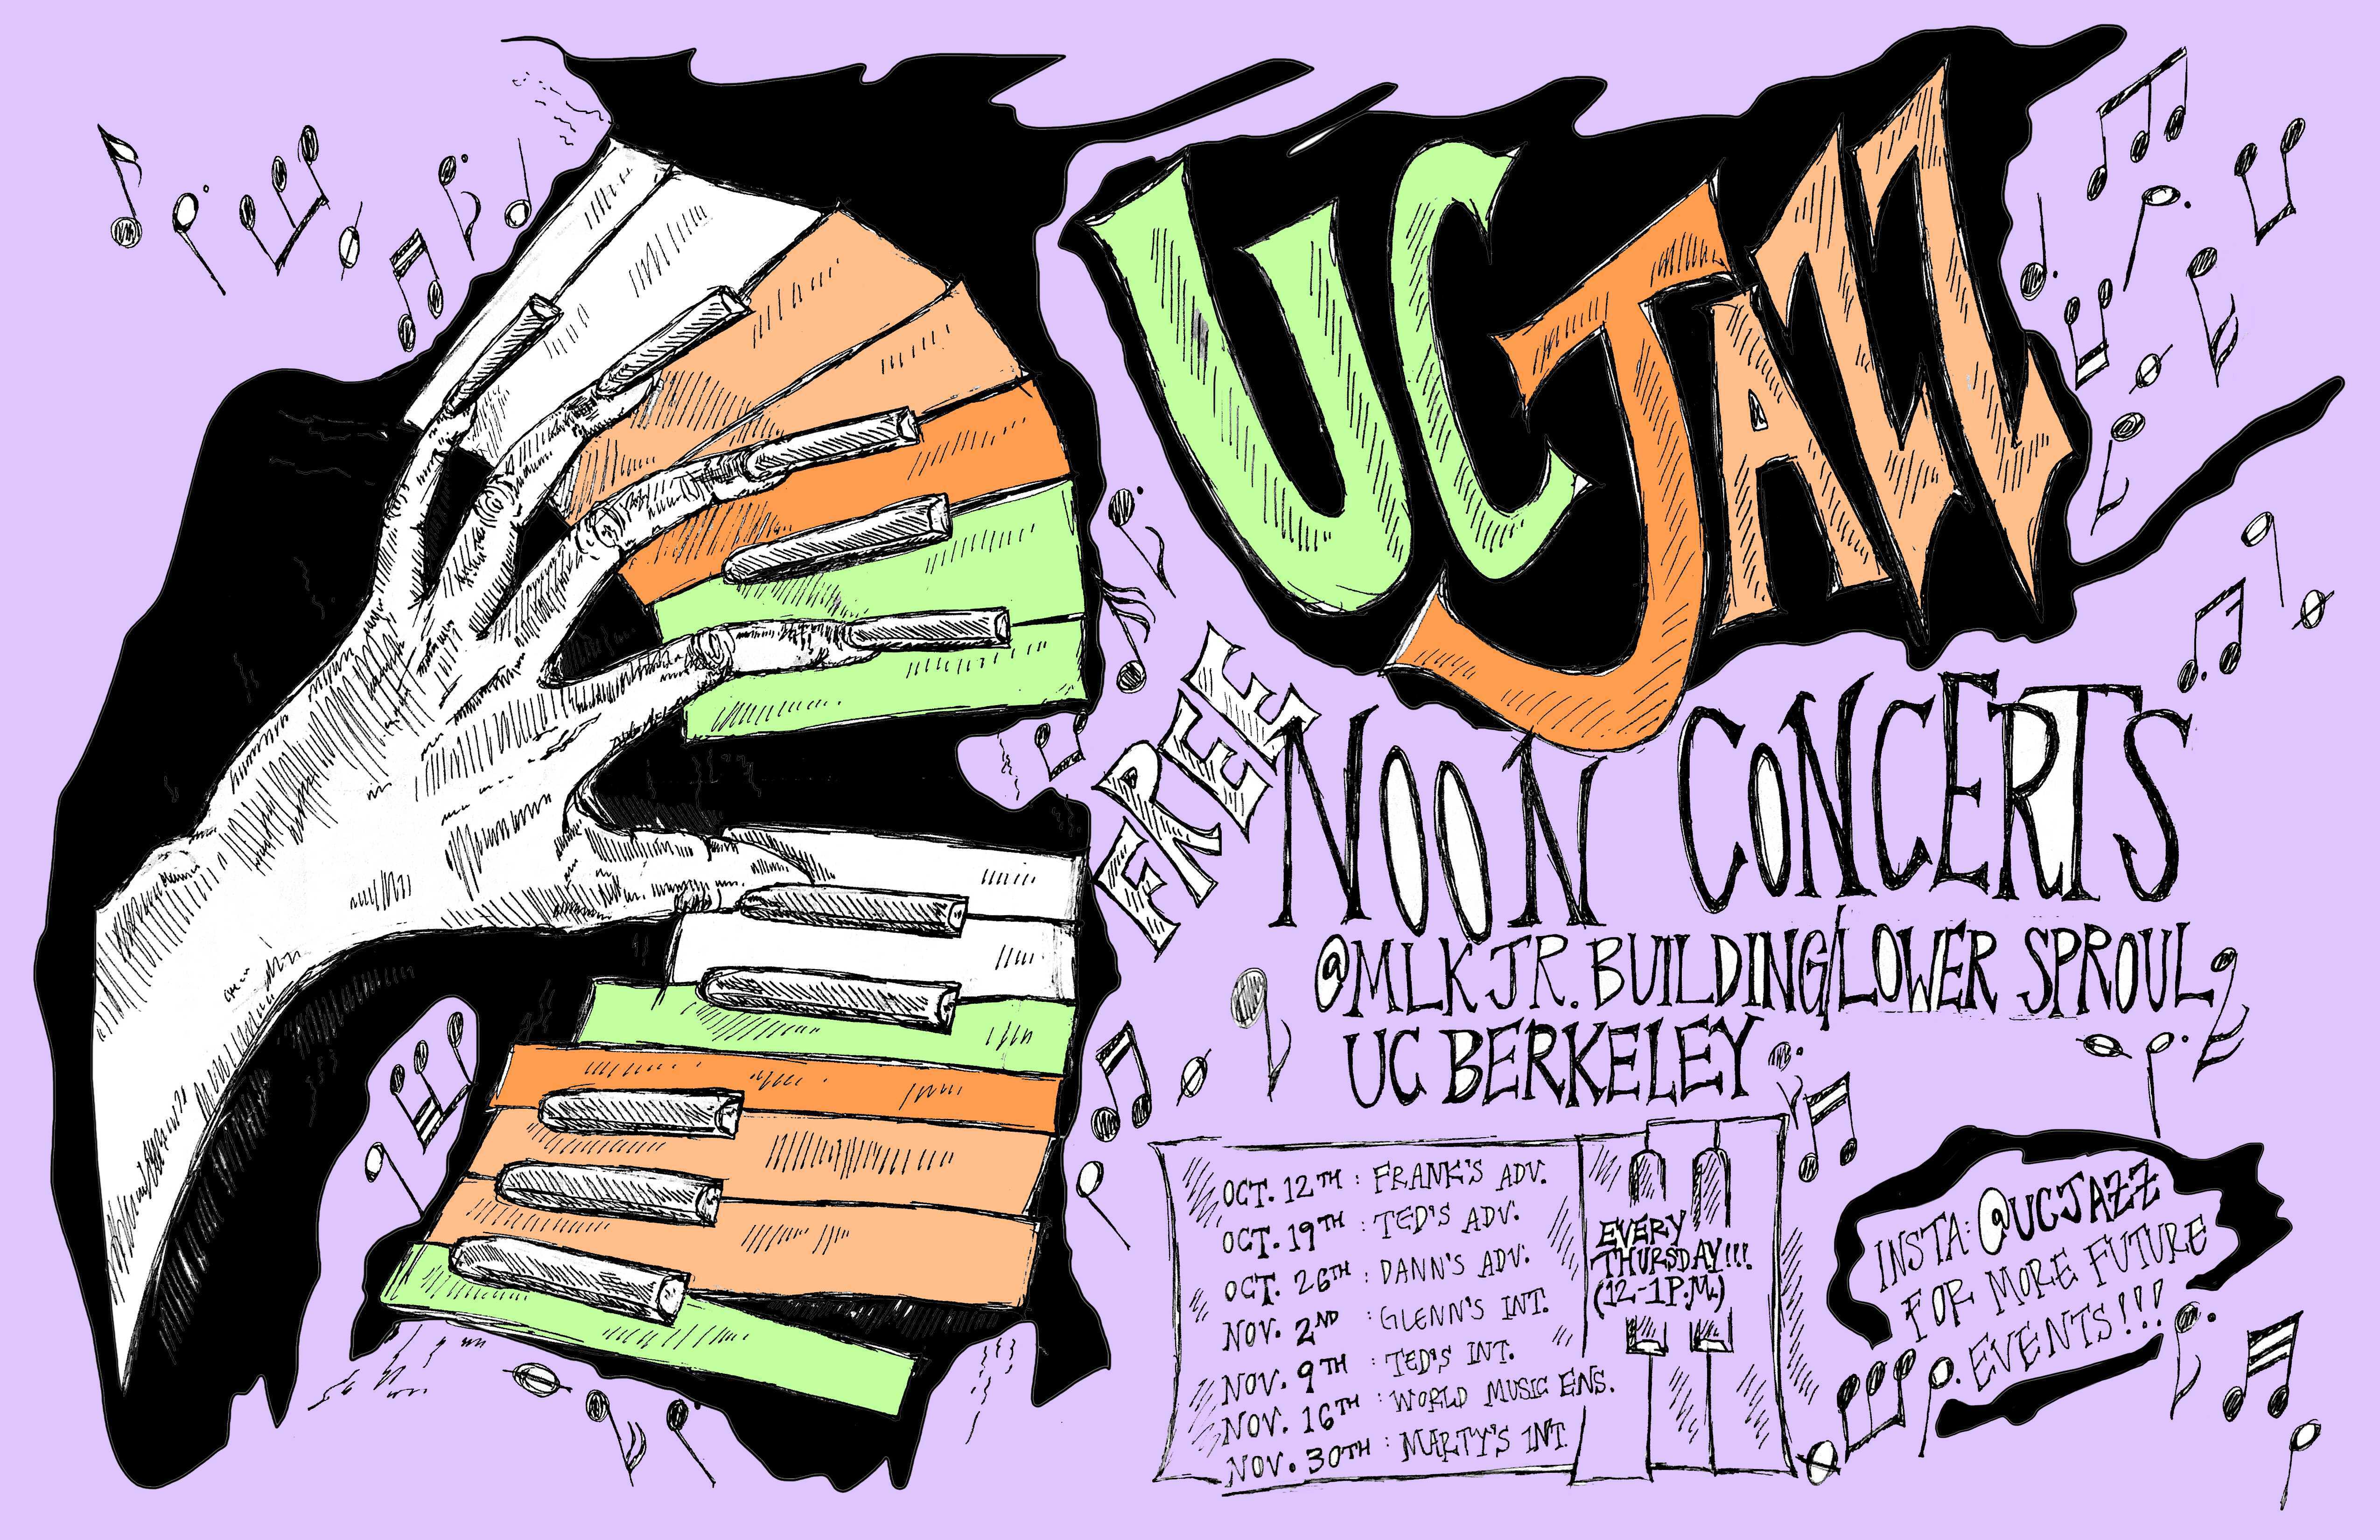 UC JAZZ
FREE
NOON CONCERTS
@MLK JR. BUILDING/LOWER SPROUL
UC BERKELEY
OCT. 12TH : FRANK'S ADV.
OCT. 19TH : TED'S ADV.
OCT. 26TH : DANN'S ADV.
NOV. 2ND : GLENN'S INT.
NOV. 9TH : TED'S INT.
NOV. 16TH : WORLD MUSIC ENS.
NOV. 30TH : MARTY'S INT.
EVERY
THURSDAY!!!
(12-1P.M.)
INSTA: @UCJAZZ
FOR MORE FUTURE
EVENTS!!!